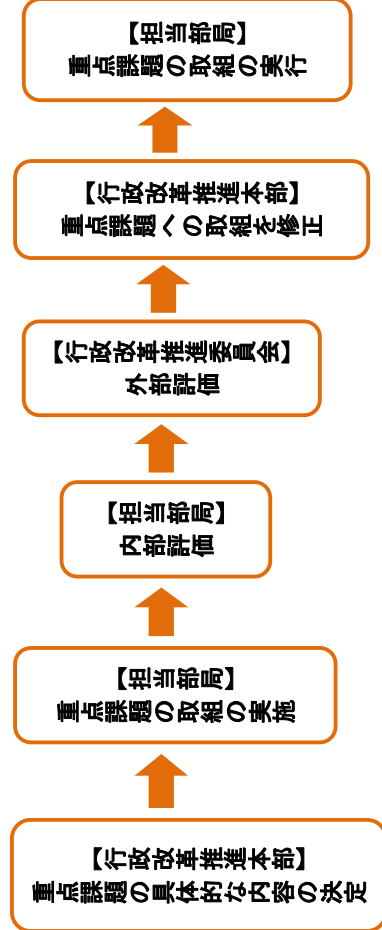 【担当部局】
重点課題の取組の実行
【行政改革推進本部】
重点課題への取組を修正
【行政改革推進委員会】
外部評価
【担当部局】
内部評価
【担当部局】
重点課題の取組の実施
【行政改革推進本部】
重点課題の具体的な内容の決定